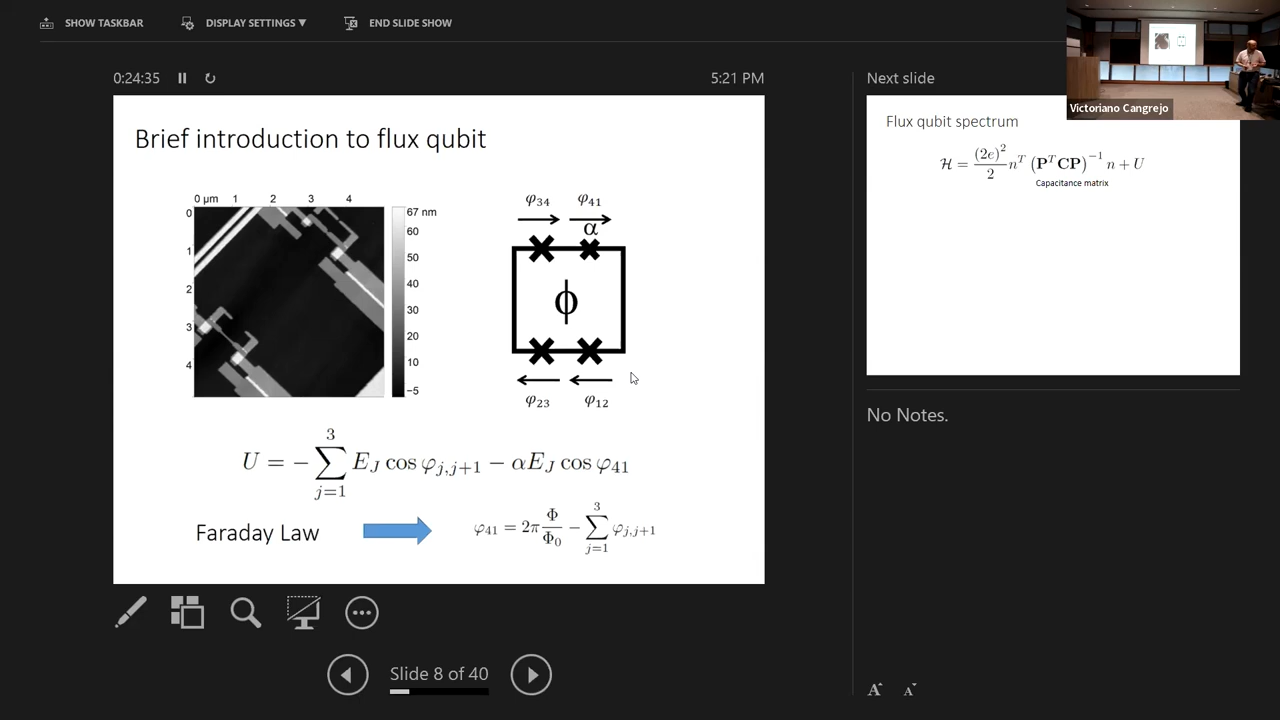 SHOW TASKBAR
DISPLAY SETTINGS ▼
END SLIDE SHOW
0:24:35
5:21 PM
Next slide
Victoriano Cangrejo
Brief introduction to flux qubit
0 µm 1 2 3 4
0
1
2
3
4
67 nm
60
50
40
30
20
10
−5
φ34 φ41
α
ϕ
φ23 φ12
U = − ∑_{j=1}^{3} E_J cos φ_{j,j+1} − αE_J cos φ_{41}
Faraday Law
φ_{41} = 2π Φ/Φ_0 − ∑_{j=1}^{3} φ_{j,j+1}
Flux qubit spectrum
ℋ = (2e)^2/2 n^T (P^T CP)^{−1} n + U
Capacitance matrix
No Notes.
Slide 8 of 40
A A